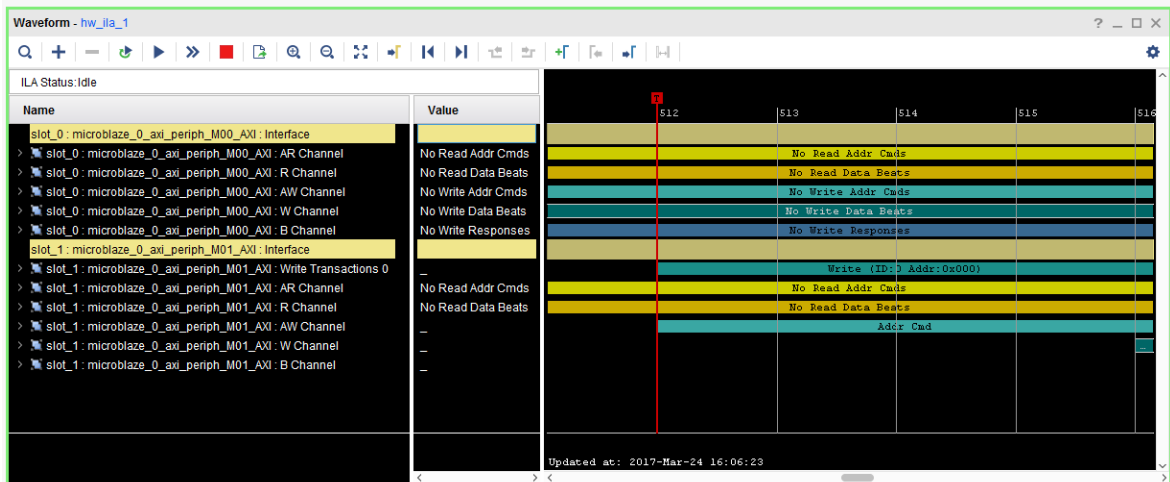 Waveform - hw_ila_1
ILA Status:Idle
Name Value
T
512 513 514 515 516
slot_0 : microblaze_0_axi_periph_M00_AXI : Interface
slot_0 : microblaze_0_axi_periph_M00_AXI : AR Channel No Read Addr Cmds No Read Addr Cmds
slot_0 : microblaze_0_axi_periph_M00_AXI : R Channel No Read Data Beats No Read Data Beats
slot_0 : microblaze_0_axi_periph_M00_AXI : AW Channel No Write Addr Cmds No Write Addr Cmds
slot_0 : microblaze_0_axi_periph_M00_AXI : W Channel No Write Data Beats No Write Data Beats
slot_0 : microblaze_0_axi_periph_M00_AXI : B Channel No Write Responses No Write Responses
slot_1 : microblaze_0_axi_periph_M01_AXI : Interface
slot_1 : microblaze_0_axi_periph_M01_AXI : Write Transactions 0 _ Write (ID:0 Addr:0x000)
slot_1 : microblaze_0_axi_periph_M01_AXI : AR Channel No Read Addr Cmds No Read Addr Cmds
slot_1 : microblaze_0_axi_periph_M01_AXI : R Channel No Read Data Beats No Read Data Beats
slot_1 : microblaze_0_axi_periph_M01_AXI : AW Channel _ Addr Cmd
slot_1 : microblaze_0_axi_periph_M01_AXI : W Channel _ _
slot_1 : microblaze_0_axi_periph_M01_AXI : B Channel _
Updated at: 2017-Mar-24 16:06:23